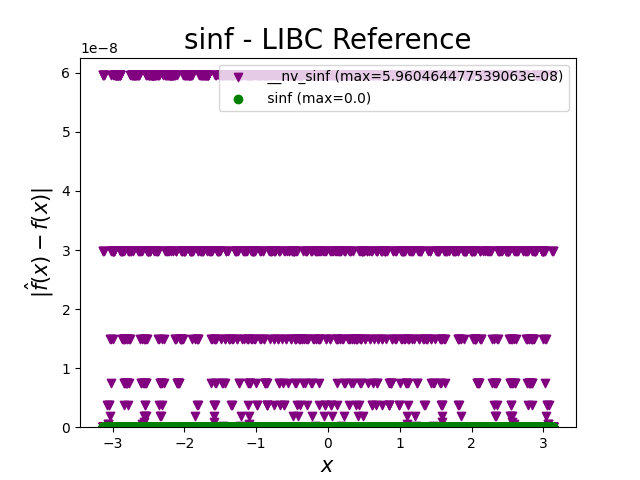 sinf - LIBC Reference
1e−8
__nv_sinf (max=5.960464477539063e-08)
sinf (max=0.0)
6
5
4
3
2
1
0
|f̂(x) − f(x)|
−3
−2
−1
0
1
2
3
x